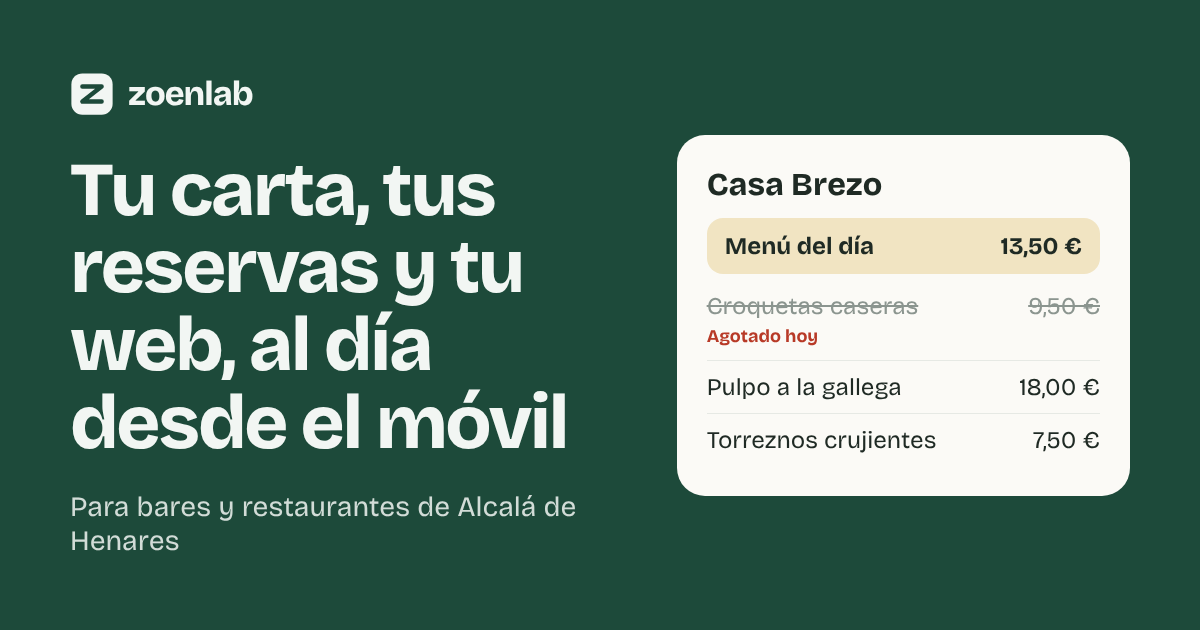 zoenlab
Tu carta, tus
reservas y tu
web, al día
desde el móvil
Para bares y restaurantes de Alcalá de
Henares
Casa Brezo
Menú del día 13,50 €
Croquetas caseras 9,50 €
Agotado hoy
Pulpo a la gallega 18,00 €
Torreznos crujientes 7,50 €